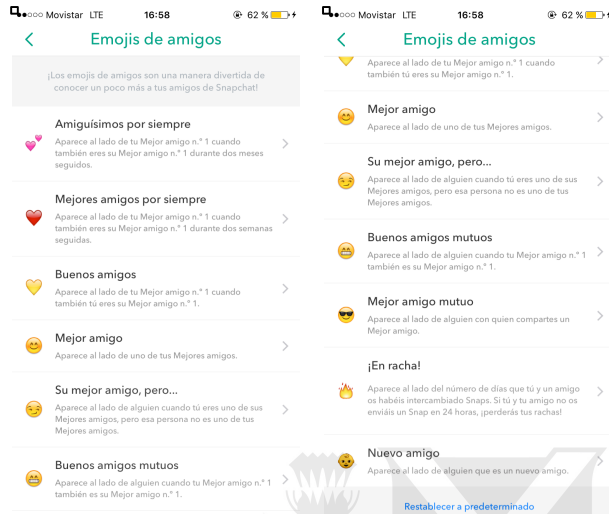 Movistar LTE 16:58 62 %
Emojis de amigos
¡Los emojis de amigos son una manera divertida de
conocer un poco más a tus amigos de Snapchat!
Amiguísimos por siempre
Aparece al lado de tu Mejor amigo n.º 1 cuando
también eres su Mejor amigo n.º 1 durante dos meses
seguidos.
Mejores amigos por siempre
Aparece al lado de tu Mejor amigo n.º 1 cuando
también eres su Mejor amigo n.º 1 durante dos semanas
seguidas.
Buenos amigos
Aparece al lado de tu Mejor amigo n.º 1 cuando
también tú eres su Mejor amigo n.º 1.
Mejor amigo
Aparece al lado de uno de tus Mejores amigos.
Su mejor amigo, pero...
Aparece al lado de alguien cuando tú eres uno de sus
Mejores amigos, pero esa persona no es uno de tus
Mejores amigos.
Buenos amigos mutuos
Aparece al lado de alguien cuando tu Mejor amigo n.º 1
también es su Mejor amigo n.º 1.
Movistar LTE 16:58 62 %
Emojis de amigos
Aparece al lado de tu Mejor amigo n.º 1 cuando
también tú eres su Mejor amigo n.º 1.
Mejor amigo
Aparece al lado de uno de tus Mejores amigos.
Su mejor amigo, pero...
Aparece al lado de alguien cuando tú eres uno de sus
Mejores amigos, pero esa persona no es uno de tus
Mejores amigos.
Buenos amigos mutuos
Aparece al lado de alguien cuando tu Mejor amigo n.º 1
también es su Mejor amigo n.º 1.
Mejor amigo mutuo
Aparece al lado de alguien con quien compartes un
Mejor amigo.
¡En racha!
Aparece al lado del número de días que tú y un amigo
os habéis intercambiado Snaps. Si tú y tu amigo no os
enviáis un Snap en 24 horas, ¡perderás tus rachas!
Nuevo amigo
Aparece al lado de alguien que es un nuevo amigo.
Restablecer a predeterminado